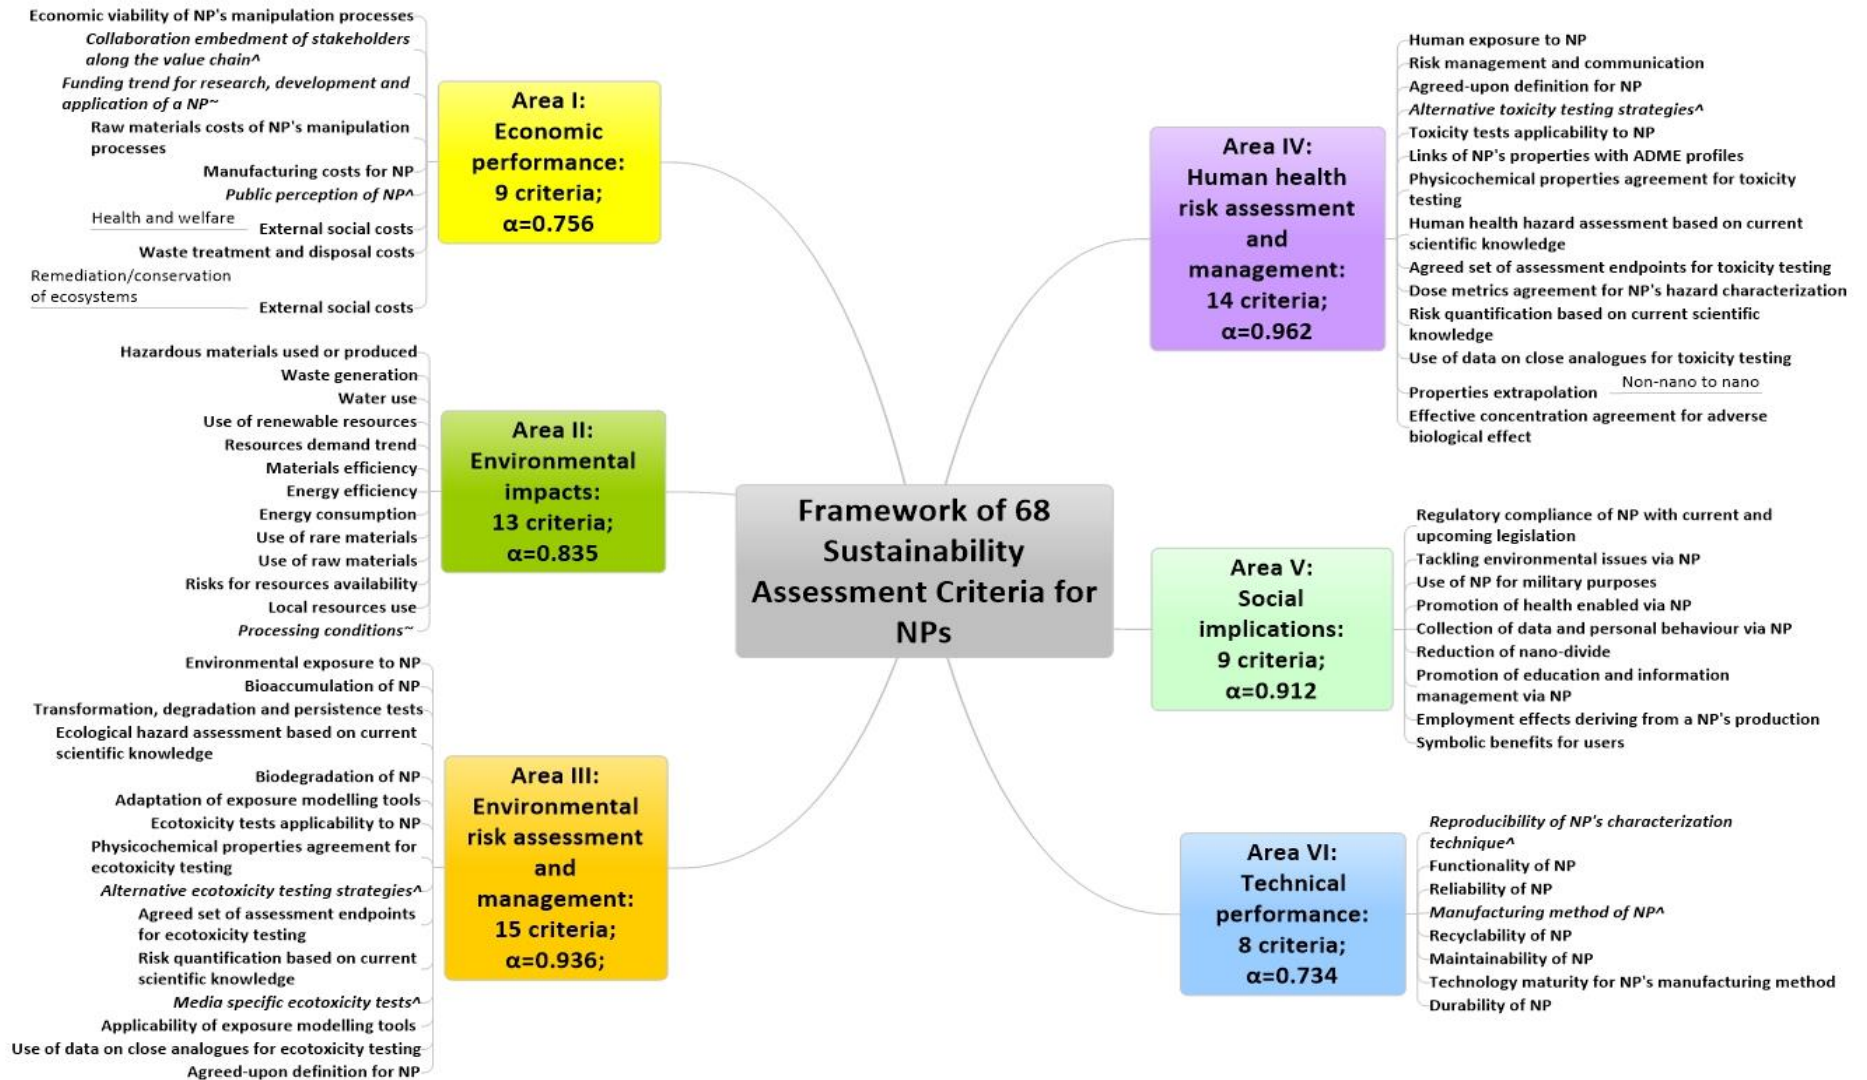 Economic viability of NP's manipulation processes
Collaboration embedment of stakeholders
along the value chain^
Funding trend for research, development and
application of a NP~
Raw materials costs of NP's manipulation
processes
Manufacturing costs for NP
Public perception of NP^
Health and welfare
External social costs
Waste treatment and disposal costs
Remediation/conservation
of ecosystems
External social costs
Area I:
Economic
performance:
9 criteria;
α=0.756
Hazardous materials used or produced
Waste generation
Water use
Use of renewable resources
Resources demand trend
Materials efficiency
Energy efficiency
Energy consumption
Use of rare materials
Use of raw materials
Risks for resources availability
Local resources use
Processing conditions~
Area II:
Environmental
impacts:
13 criteria;
α=0.835
Environmental exposure to NP
Bioaccumulation of NP
Transformation, degradation and persistence tests
Ecological hazard assessment based on current
scientific knowledge
Biodegradation of NP
Adaptation of exposure modelling tools
Ecotoxicity tests applicability to NP
Physicochemical properties agreement for
ecotoxicity testing
Alternative ecotoxicity testing strategies^
Agreed set of assessment endpoints
for ecotoxicity testing
Risk quantification based on current
scientific knowledge
Media specific ecotoxicity tests^
Applicability of exposure modelling tools
Use of data on close analogues for ecotoxicity testing
Agreed-upon definition for NP
Area III:
Environmental
risk assessment
and
management:
15 criteria;
α=0.936;
Framework of 68
Sustainability
Assessment Criteria for
NPs
Area IV:
Human health
risk assessment
and
management:
14 criteria;
α=0.962
Human exposure to NP
Risk management and communication
Agreed-upon definition for NP
Alternative toxicity testing strategies^
Toxicity tests applicability to NP
Links of NP's properties with ADME profiles
Physicochemical properties agreement for toxicity
testing
Human health hazard assessment based on current
scientific knowledge
Agreed set of assessment endpoints for toxicity testing
Dose metrics agreement for NP's hazard characterization
Risk quantification based on current scientific
knowledge
Use of data on close analogues for toxicity testing
Properties extrapolation
Non-nano to nano
Effective concentration agreement for adverse
biological effect
Area V:
Social
implications:
9 criteria;
α=0.912
Regulatory compliance of NP with current and
upcoming legislation
Tackling environmental issues via NP
Use of NP for military purposes
Promotion of health enabled via NP
Collection of data and personal behaviour via NP
Reduction of nano-divide
Promotion of education and information
management via NP
Employment effects deriving from a NP's production
Symbolic benefits for users
Area VI:
Technical
performance:
8 criteria;
α=0.734
Reproducibility of NP's characterization
technique^
Functionality of NP
Reliability of NP
Manufacturing method of NP^
Recyclability of NP
Maintainability of NP
Technology maturity for NP's manufacturing method
Durability of NP